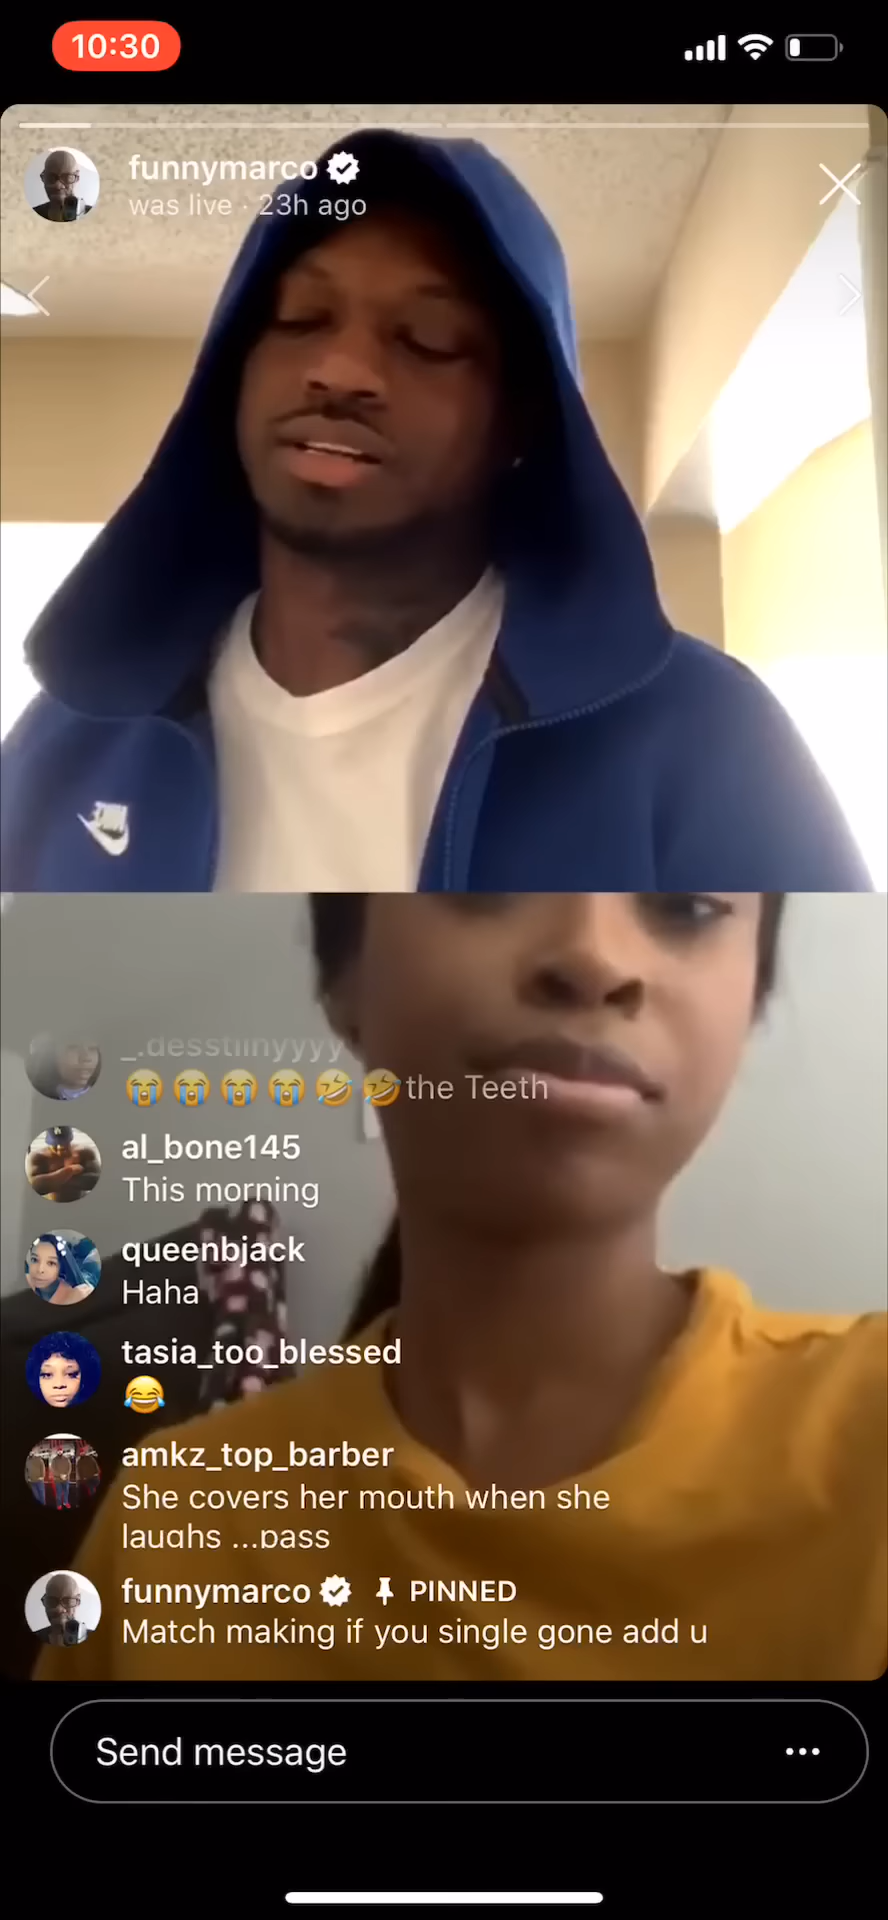 10:30
funnymarco
was live · 23h ago
_.desstiinyyyy
😭😭😭😭🤣🤣the Teeth
al_bone145
This morning
queenbjack
Haha
tasia_too_blessed
😂
amkz_top_barber
She covers her mouth when she
laughs ...pass
funnymarco PINNED
Match making if you single gone add u
Send message